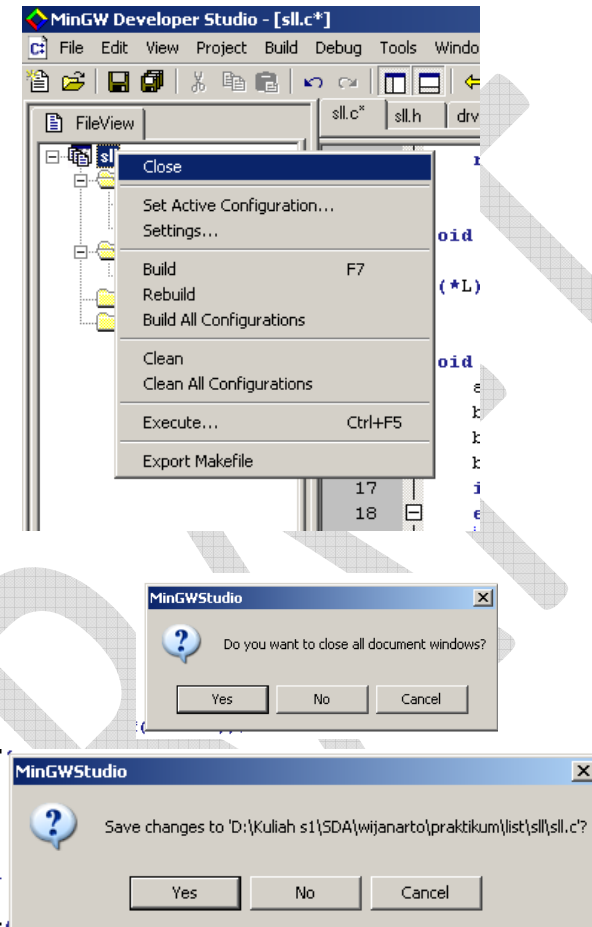 MinGW Developer Studio - [sll.c*]
File Edit View Project Build Debug Tools Windo
sll.c* sll.h drv
FileView
sll
Close
Set Active Configuration...
Settings...
oid
Build F7
(*L)
Rebuild
Build All Configurations
Clean
oid
Clean All Configurations
Execute... Ctrl+F5
Export Makefile
17
18
MinGWStudio
Do you want to close all document windows?
Yes No Cancel
MinGWStudio
Save changes to 'D:\Kuliah s1\SDA\wijanarto\praktikum\list\sll\sll.c'?
Yes No Cancel